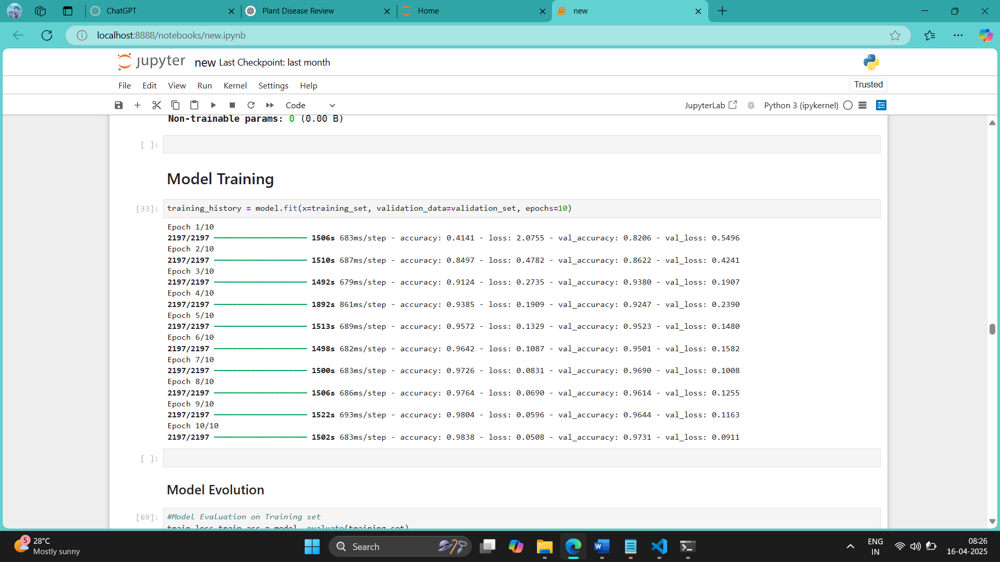 ChatGPT
Plant Disease Review
Home
new
localhost:8888/notebooks/new.ipynb
jupyter new Last Checkpoint: last month
File Edit View Run Kernel Settings Help
Trusted
Code
JupyterLab
Python 3 (ipykernel)
Non-trainable params: 0 (0.00 B)
[ ]:
Model Training
[33]: training_history = model.fit(x=training_set, validation_data=validation_set, epochs=10)
Epoch 1/10
2197/2197 ━━━━━━━━━━━━━━━━━━━━ 1506s 683ms/step - accuracy: 0.4141 - loss: 2.0755 - val_accuracy: 0.8206 - val_loss: 0.5496
Epoch 2/10
2197/2197 ━━━━━━━━━━━━━━━━━━━━ 1510s 687ms/step - accuracy: 0.8497 - loss: 0.4782 - val_accuracy: 0.8622 - val_loss: 0.4241
Epoch 3/10
2197/2197 ━━━━━━━━━━━━━━━━━━━━ 1492s 679ms/step - accuracy: 0.9124 - loss: 0.2735 - val_accuracy: 0.9380 - val_loss: 0.1907
Epoch 4/10
2197/2197 ━━━━━━━━━━━━━━━━━━━━ 1892s 861ms/step - accuracy: 0.9385 - loss: 0.1909 - val_accuracy: 0.9247 - val_loss: 0.2390
Epoch 5/10
2197/2197 ━━━━━━━━━━━━━━━━━━━━ 1513s 689ms/step - accuracy: 0.9572 - loss: 0.1329 - val_accuracy: 0.9523 - val_loss: 0.1480
Epoch 6/10
2197/2197 ━━━━━━━━━━━━━━━━━━━━ 1498s 682ms/step - accuracy: 0.9642 - loss: 0.1087 - val_accuracy: 0.9501 - val_loss: 0.1582
Epoch 7/10
2197/2197 ━━━━━━━━━━━━━━━━━━━━ 1500s 683ms/step - accuracy: 0.9726 - loss: 0.0831 - val_accuracy: 0.9690 - val_loss: 0.1008
Epoch 8/10
2197/2197 ━━━━━━━━━━━━━━━━━━━━ 1506s 686ms/step - accuracy: 0.9764 - loss: 0.0690 - val_accuracy: 0.9614 - val_loss: 0.1255
Epoch 9/10
2197/2197 ━━━━━━━━━━━━━━━━━━━━ 1522s 693ms/step - accuracy: 0.9804 - loss: 0.0596 - val_accuracy: 0.9644 - val_loss: 0.1163
Epoch 10/10
2197/2197 ━━━━━━━━━━━━━━━━━━━━ 1502s 683ms/step - accuracy: 0.9838 - loss: 0.0508 - val_accuracy: 0.9731 - val_loss: 0.0911
[ ]:
Model Evolution
[69]: #Model Evaluation on Training set
train_loss,train_acc = model. evaluate(training_set)
5
28°C
Mostly sunny
Search
ENG
IN
08:26
16-04-2025